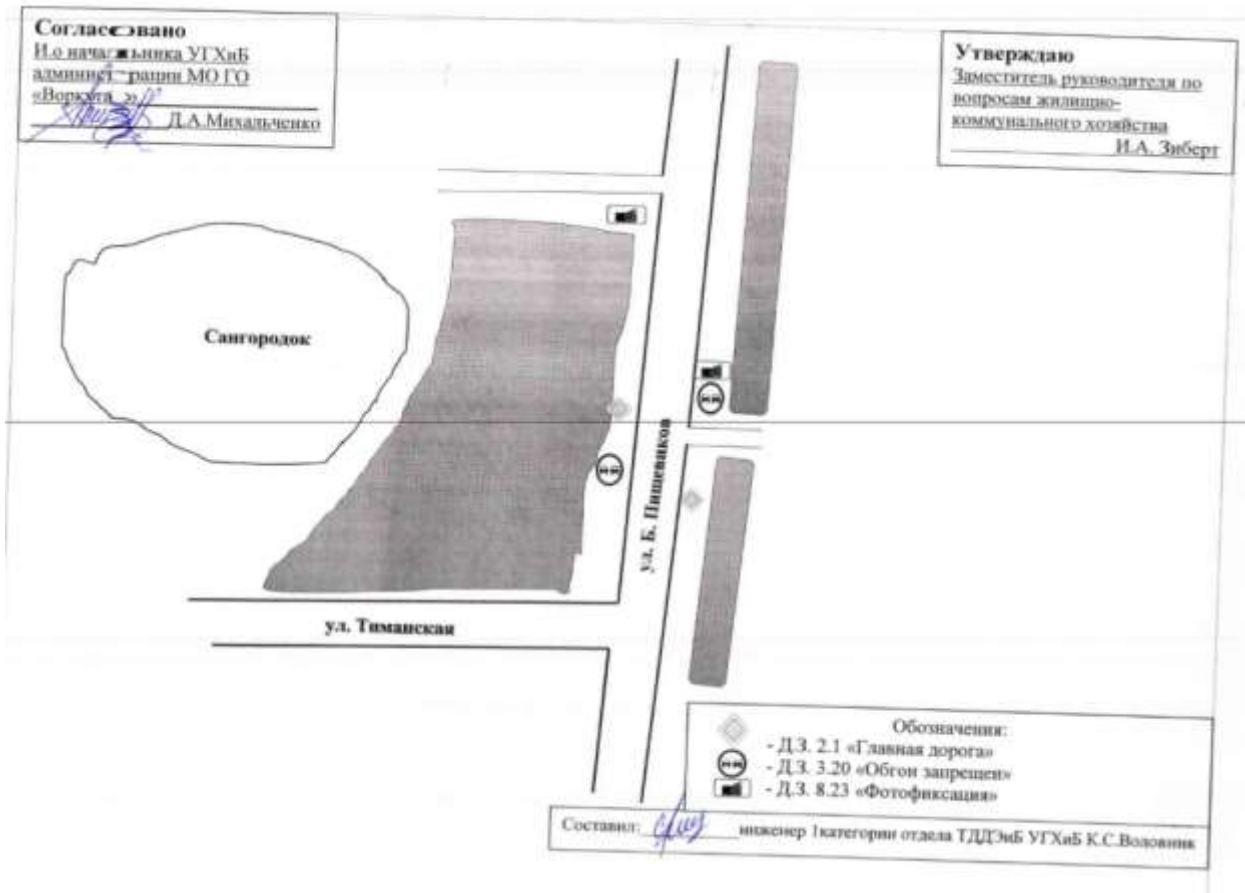 Согласовано
И.о начальника УГХиБ
администрации МО ГО
«Воркута »
Д.А.Михальченко
Утверждаю
Заместитель руководителя по
вопросам жилищно-
коммунального хозяйства
И.А. Зиберт
Сангородок
ул. Б. Пищевиков
ул. Тиманская
Обозначения:
- Д.З. 2.1 «Главная дорога»
- Д.З. 3.20 «Обгон запрещен»
- Д.З. 8.23 «Фотофиксация»
Составил: инженер 1категории отдела ТДДЭиБ УГХиБ К.С.Воловник